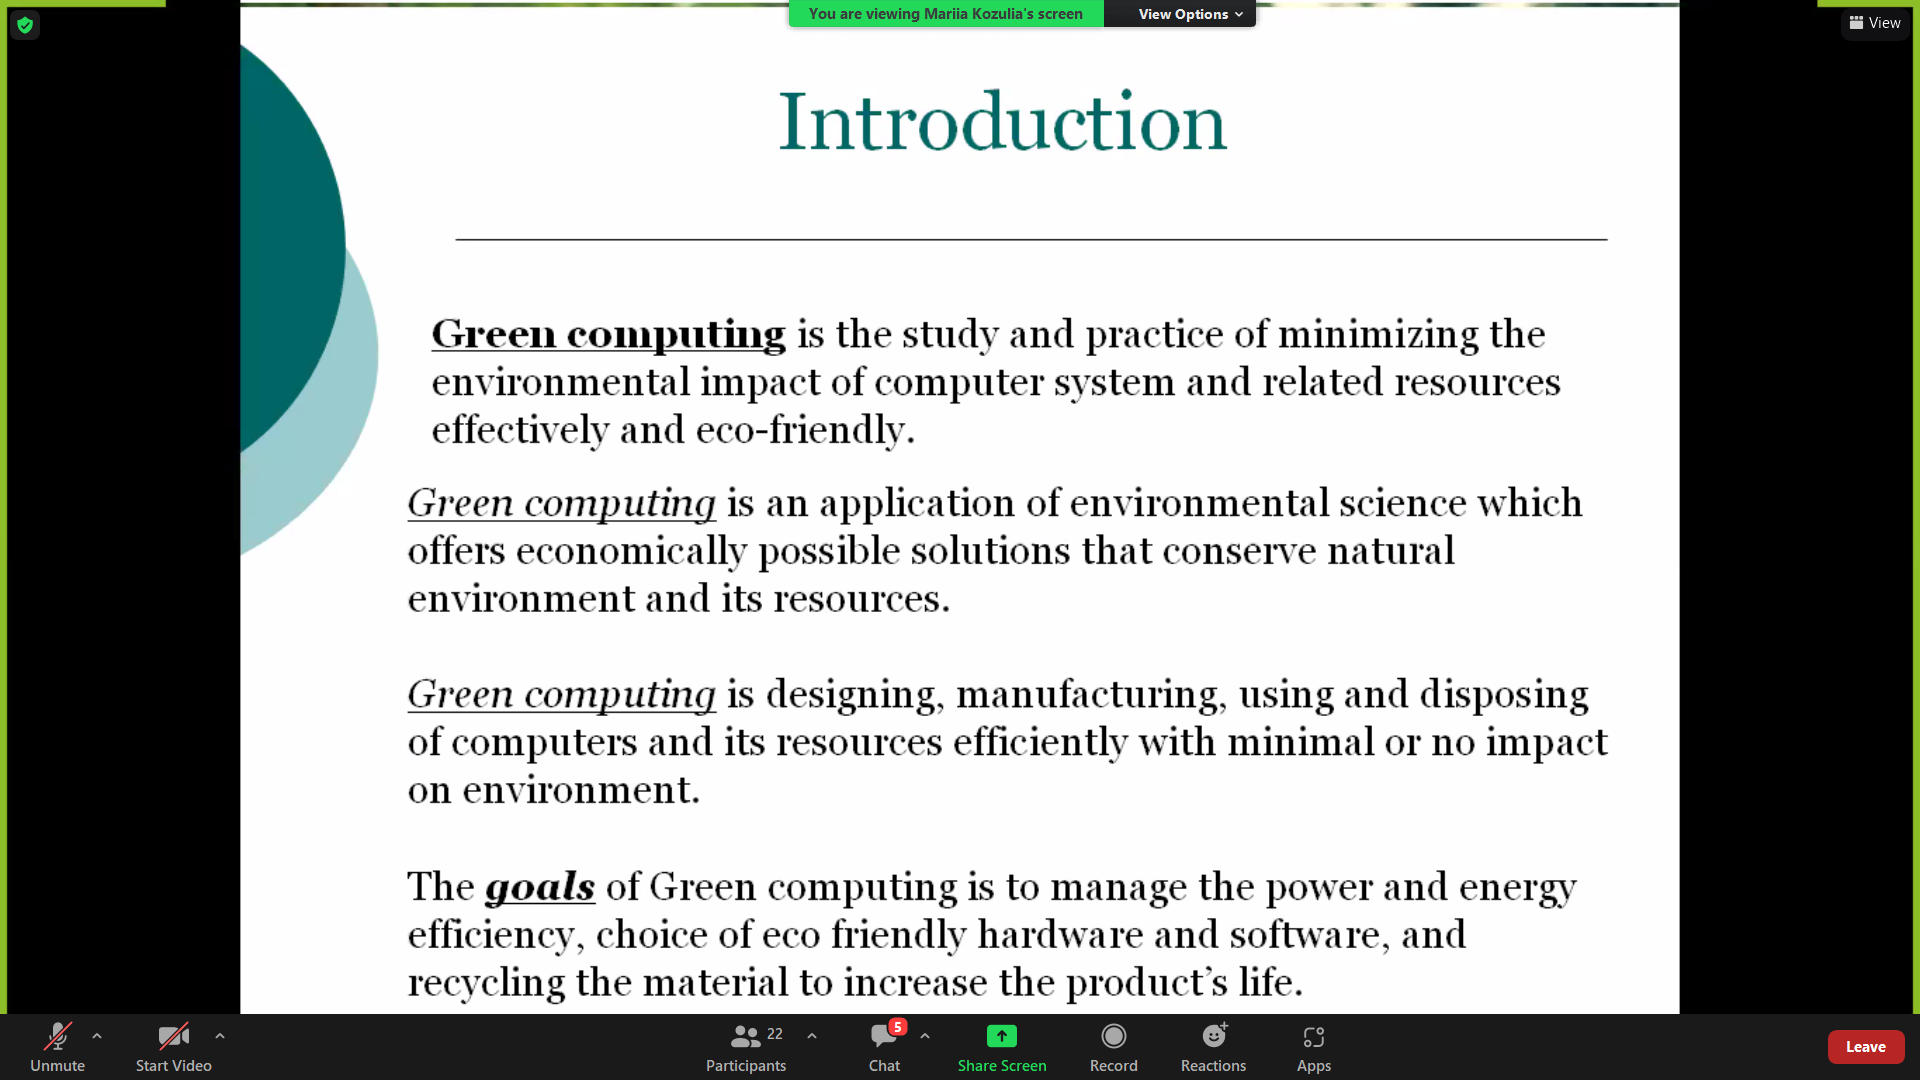 You are viewing Mariia Kozulia's screen
View Options
View
Introduction
Green computing is the study and practice of minimizing the
environmental impact of computer system and related resources
effectively and eco-friendly.
Green computing is an application of environmental science which
offers economically possible solutions that conserve natural
environment and its resources.
Green computing is designing, manufacturing, using and disposing
of computers and its resources efficiently with minimal or no impact
on environment.
The goals of Green computing is to manage the power and energy
efficiency, choice of eco friendly hardware and software, and
recycling the material to increase the product’s life.
Unmute
Start Video
22
Participants
5
Chat
Share Screen
Record
Reactions
Apps
Leave